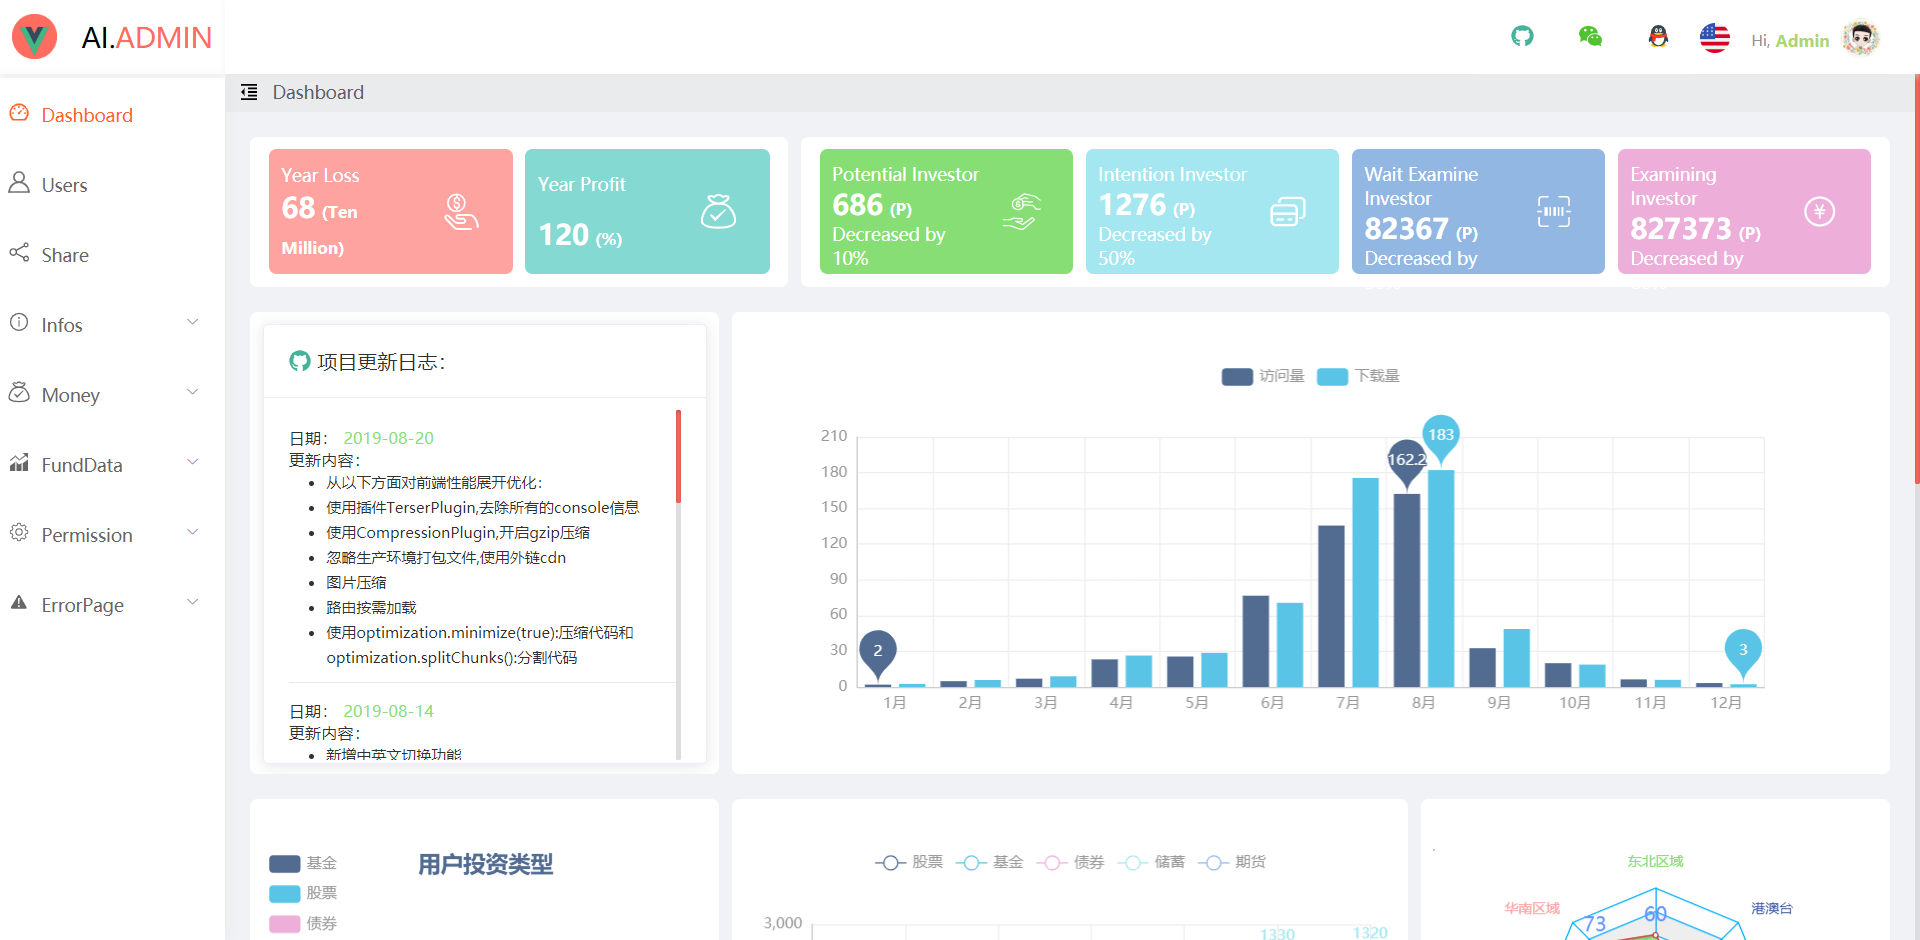 AI.ADMIN
Hi, Admin
Dashboard
Users
Share
Infos
Money
FundData
Permission
ErrorPage
Dashboard
Year Loss
68 (Ten
Million)
Year Profit
120 (%)
Potential Investor
686 (P)
Decreased by
10%
Intention Investor
1276 (P)
Decreased by
50%
Wait Examine
Investor
82367 (P)
Decreased by
Examining
Investor
827373 (P)
Decreased by
项目更新日志：
日期： 2019-08-20
更新内容：
从以下方面对前端性能展开优化：
使用插件TerserPlugin,去除所有的console信息
使用CompressionPlugin,开启gzip压缩
忽略生产环境打包文件,使用外链cdn
图片压缩
路由按需加载
使用optimization.minimize(true):压缩代码和
optimization.splitChunks():分割代码
日期： 2019-08-14
更新内容：
新增中英文切换功能
访问量 下载量
210
180
150
120
90
60
30
0
2
162.2
183
3
1月 2月 3月 4月 5月 6月 7月 8月 9月 10月 11月 12月
用户投资类型
基金
股票
债券
股票 基金 债券 储蓄 期货
3,000
1330
1320
东北区域
华南区域
港澳台
73
60